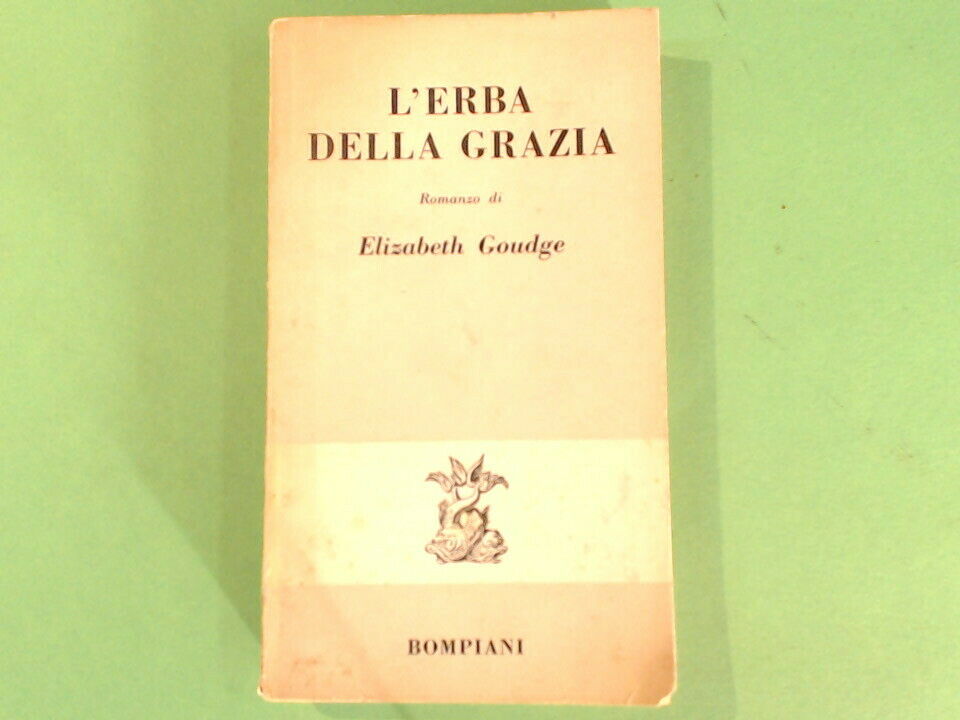 L'ERBA
DELLA GRAZIA
Romanzo di
Elizabeth Goudge
BOMPIANI